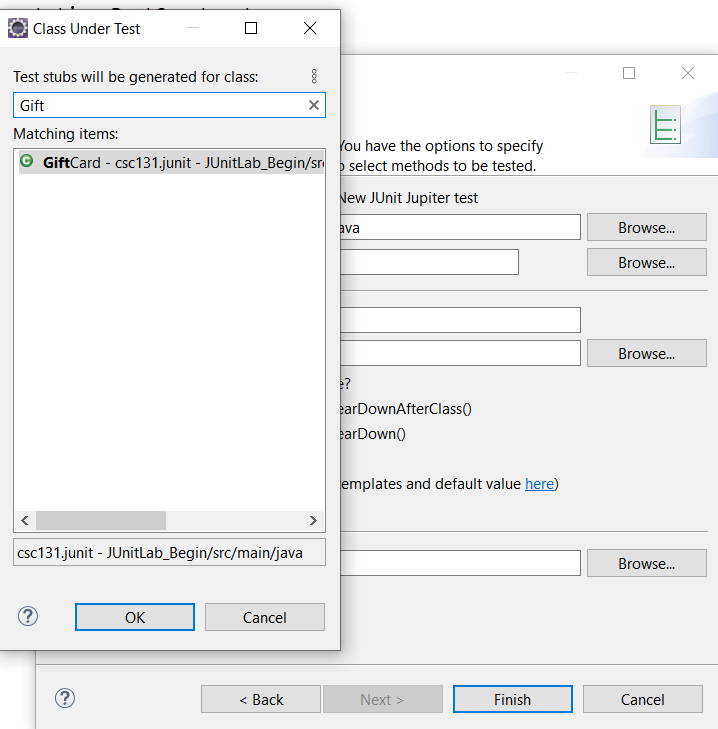 Class Under Test
Test stubs will be generated for class:
Gift
Matching items:
GiftCard - csc131.junit - JUnitLab_Begin/src
csc131.junit - JUnitLab_Begin/src/main/java
OK
Cancel
You have the options to specify
select methods to be tested.
New JUnit Jupiter test
ava
Browse...
Browse...
Browse...
e?
earDownAfterClass()
earDown()
emplates and default value here)
Browse...
< Back
Next >
Finish
Cancel